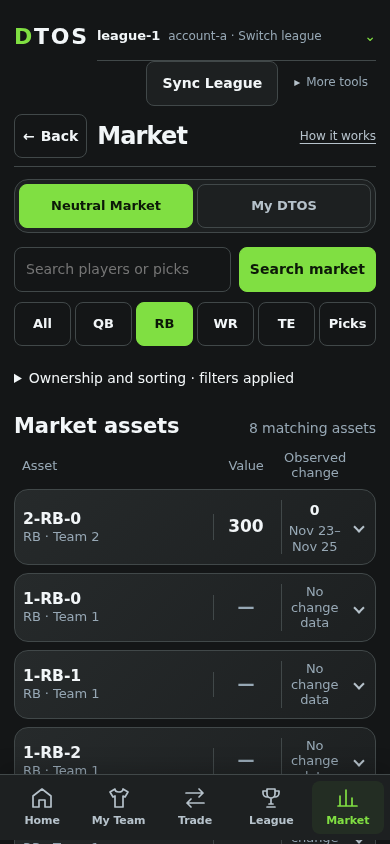 DTOS league-1 account-a · Switch league
Sync League
▸ More tools
← Back
Market
How it works
Neutral Market
My DTOS
Search players or picks
Search market
All
QB
RB
WR
TE
Picks
▶ Ownership and sorting · filters applied
Market assets
8 matching assets
Asset
Value
Observed
change
2-RB-0
RB · Team 2
300
0
Nov 23–
Nov 25
1-RB-0
RB · Team 1
—
No
change
data
1-RB-1
RB · Team 1
—
No
change
data
1-RB-2
RB · Team 1
—
No
change
Home
My Team
Trade
League
Market